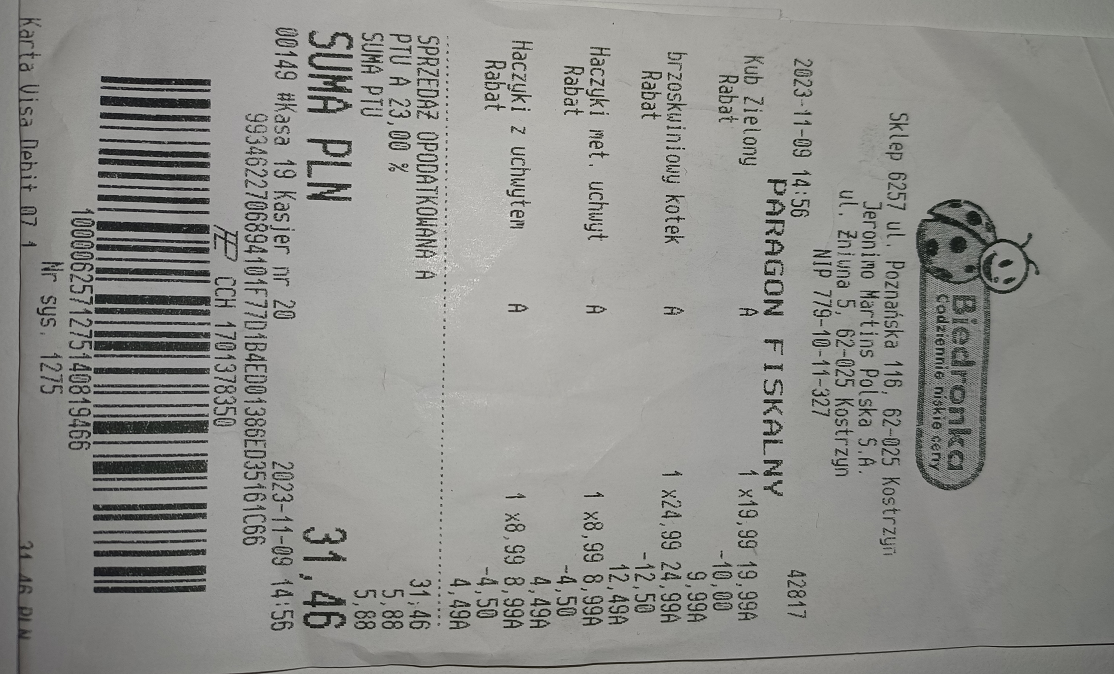 Biedronka
Codziennie niskie ceny
Sklep 6257 ul. Poznańska 116, 62-025 Kostrzyn
Jeronimo Martins Polska S.A.
ul. Żniwna 5, 62-025 Kostrzyn
NIP 779-10-11-327
2023-11-09 14:56 42817
PARAGON FISKALNY
Kub Zielony A 1 x19,99 19,99A
Rabat -10,00
9,99A
brzoskwiniowy kotek A 1 x24,99 24,99A
Rabat -12,50
12,49A
Haczyki met. uchwyt A 1 x8,99 8,99A
Rabat -4,50
4,49A
Haczyki z uchwytem A 1 x8,99 8,99A
Rabat -4,50
4,49A
SPRZEDAŻ OPODATKOWANA A 31,46
PTU A 23,00 % 5,88
SUMA PTU 5,88
SUMA PLN 31,46
00149 #Kasa 19 Kasjer nr 20 2023-11-09 14:56
9934622706894101F77D1B4ED01386ED35161C66
CCH 1701378350
1000062571275140819466
Nr sys. 1275
Karta Visa Debit 07 1 31,46 PLN